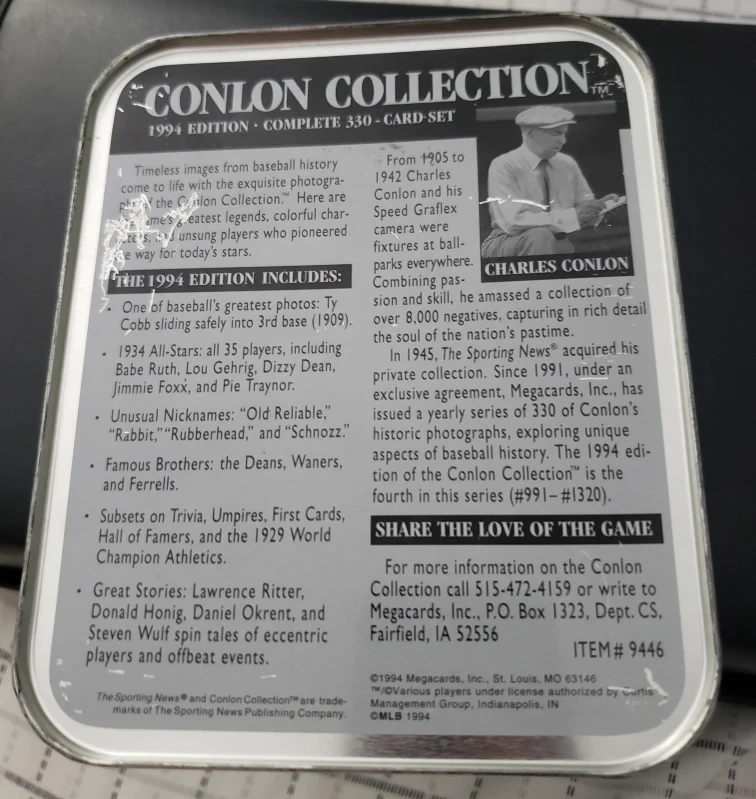 CONLON COLLECTION™
1994 EDITION • COMPLETE 330-CARD SET
Timeless images from baseball history
come to life with the exquisite photogra-
of the Conlon Collection.™ Here are
greatest legends, colorful char-
unsung players who pioneered
way for today's stars.
THE 1994 EDITION INCLUDES:
• One of baseball's greatest photos: Ty
Cobb sliding safely into 3rd base (1909).
• 1934 All-Stars: all 35 players, including
Babe Ruth, Lou Gehrig, Dizzy Dean,
Jimmie Foxx, and Pie Traynor.
• Unusual Nicknames: "Old Reliable,"
"Rabbit," "Rubberhead," and "Schnozz."
• Famous Brothers: the Deans, Waners,
and Ferrells.
• Subsets on Trivia, Umpires, First Cards,
Hall of Famers, and the 1929 World
Champion Athletics.
• Great Stories: Lawrence Ritter,
Donald Honig, Daniel Okrent, and
Steven Wulf spin tales of eccentric
players and offbeat events.
The Sporting News® and Conlon Collection™ are trade-
marks of The Sporting News Publishing Company.
From 1905 to
1942 Charles
Conlon and his
Speed Graflex
camera were
fixtures at ball-
parks everywhere.
Combining pas-
sion and skill, he amassed a collection of
over 8,000 negatives, capturing in rich detail
the soul of the nation's pastime.
CHARLES CONLON
In 1945, The Sporting News® acquired his
private collection. Since 1991, under an
exclusive agreement, Megacards, Inc., has
issued a yearly series of 330 of Conlon's
historic photographs, exploring unique
aspects of baseball history. The 1994 edi-
tion of the Conlon Collection™ is the
fourth in this series (#991–#1320).
SHARE THE LOVE OF THE GAME
For more information on the Conlon
Collection call 515-472-4159 or write to
Megacards, Inc., P.O. Box 1323, Dept. CS,
Fairfield, IA 52556
ITEM# 9446
©1994 Megacards, Inc., St. Louis, MO 63146
™/©Various players under license authorized by Curtis
Management Group, Indianapolis, IN
©MLB 1994